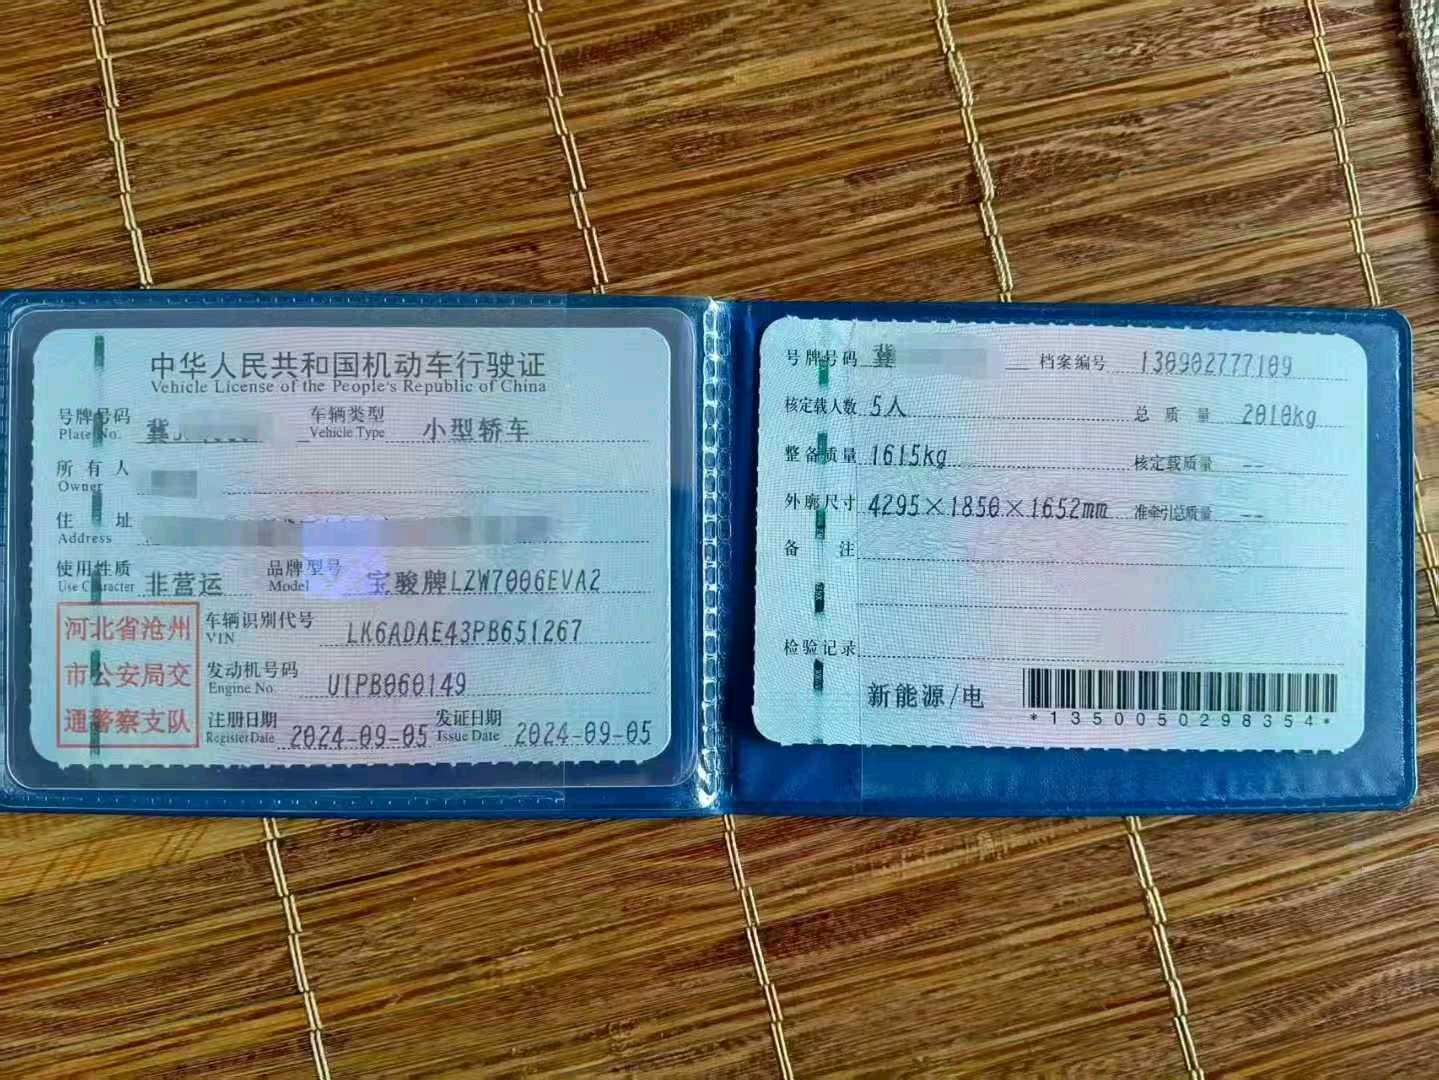 中华人民共和国机动车行驶证
Vehicle License of the People's Republic of China
号牌号码 冀 车辆类型 小型轿车
Plate No. Vehicle Type
所有人
Owner
住址
Address
使用性质 非营运 品牌型号 宝骏牌LZW7006EVA2
Use Character Model
河北省沧州
市公安局交
通警察支队
车辆识别代号 LK6ADAE43PB651267
VIN
发动机号码 U1PB060149
Engine No.
注册日期 2024-09-05 发证日期 2024-09-05
Register Date Issue Date
号牌号码 冀 档案编号 130902777109
核定载人数 5人 总质量 2010kg
整备质量 1615kg 核定载质量 --
外廓尺寸 4295×1850×1652mm 准牵引总质量 --
备注
检验记录
新能源/电
*1350050298354*